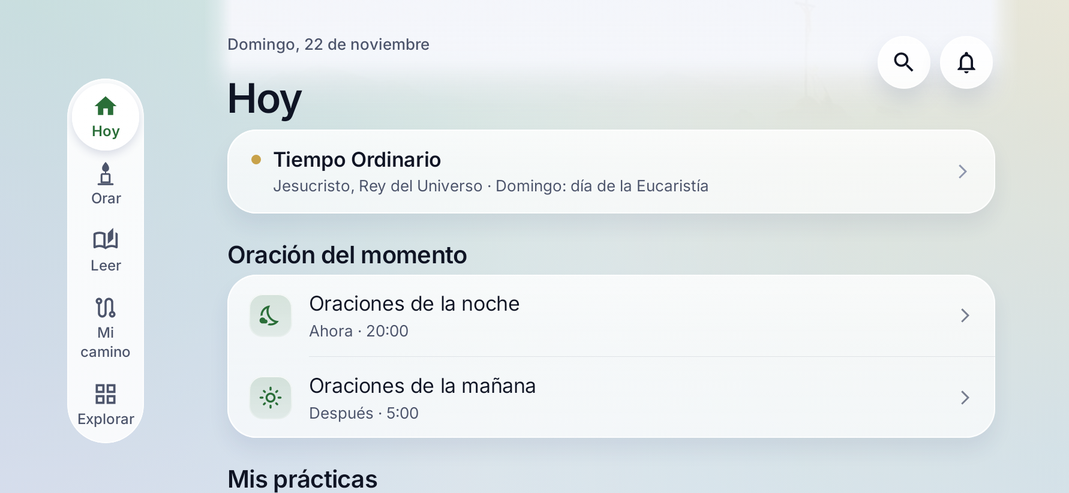 Domingo, 22 de noviembre
Hoy
Hoy
Orar
Leer
Mi
camino
Explorar
Tiempo Ordinario
Jesucristo, Rey del Universo · Domingo: día de la Eucaristía
Oración del momento
Oraciones de la noche
Ahora · 20:00
Oraciones de la mañana
Después · 5:00
Mis prácticas